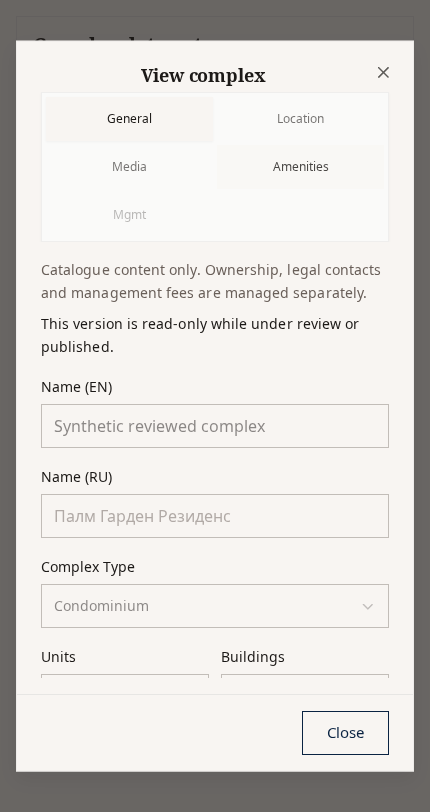 View complex
General
Location
Media
Amenities
Mgmt
Catalogue content only. Ownership, legal contacts
and management fees are managed separately.
This version is read-only while under review or
published.
Name (EN)
Synthetic reviewed complex
Name (RU)
Палм Гарден Резиденс
Complex Type
Condominium
Units
Buildings
Close